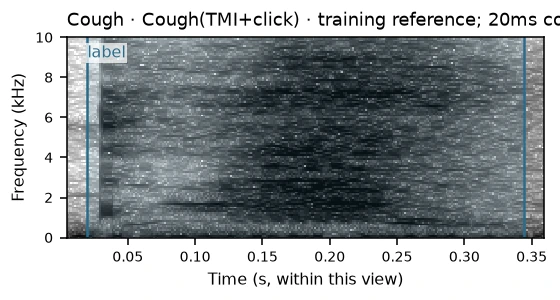 Cough · Cough(TMI+click) · training reference; 20ms co
label
Frequency (kHz)
10
8
6
4
2
0
0.05 0.10 0.15 0.20 0.25 0.30 0.35
Time (s, within this view)